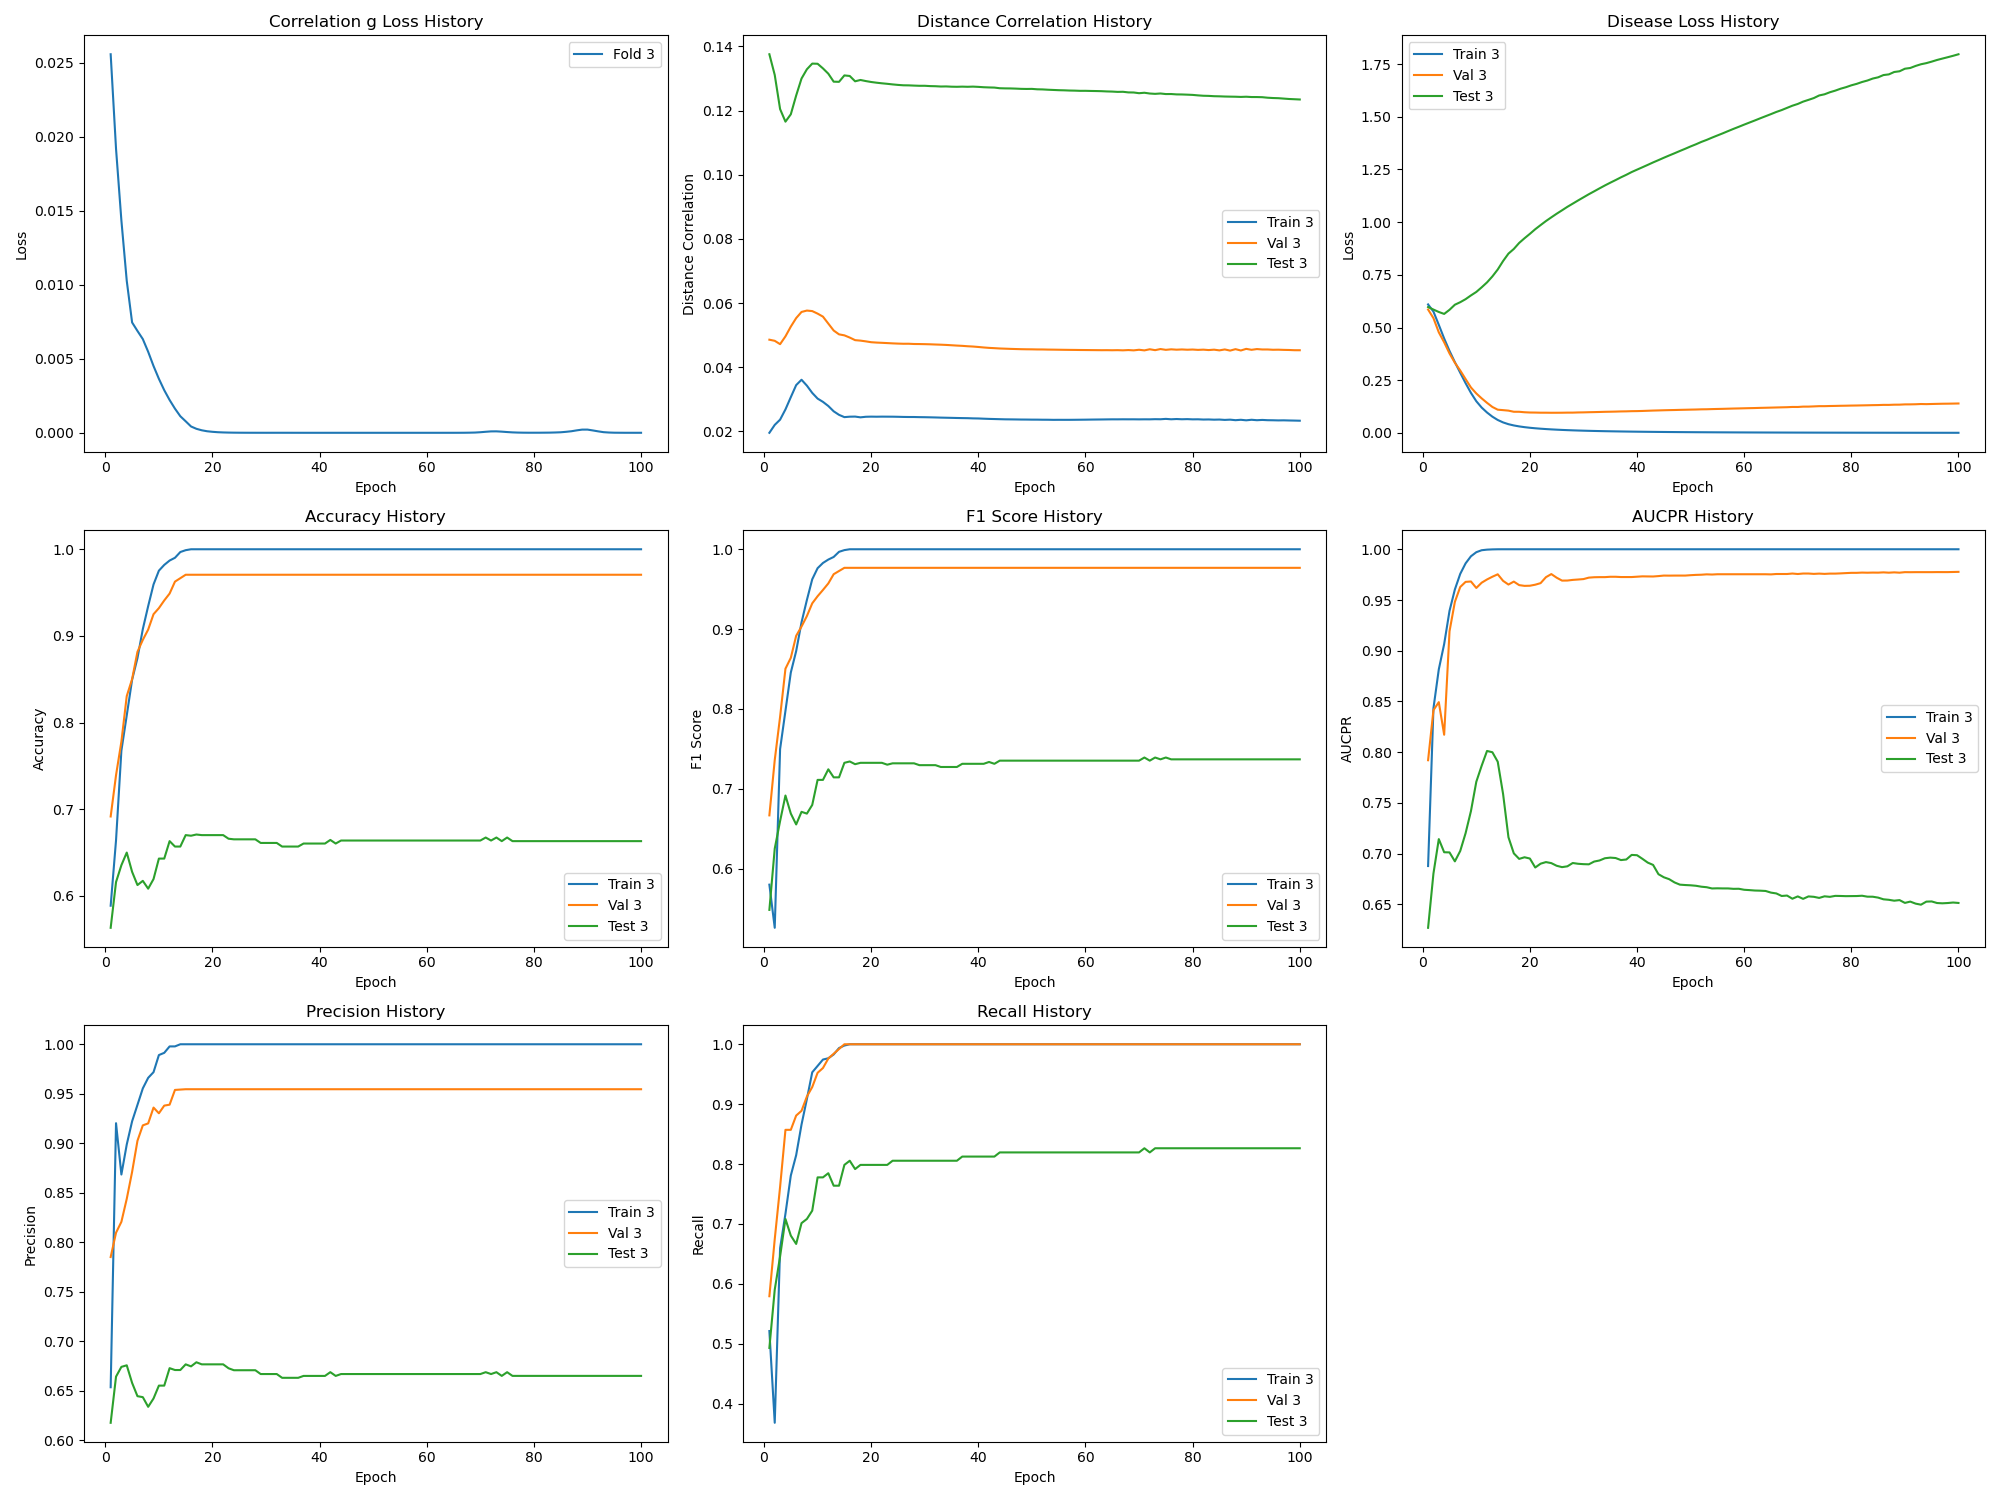 Correlation g Loss History
Fold 3
0.025
0.020
0.015
0.010
0.005
0.000
Loss
0 20 40 60 80 100
Epoch
Distance Correlation History
0.14
0.12
0.10
0.08
0.06
0.04
0.02
Distance Correlation
Train 3
Val 3
Test 3
0 20 40 60 80 100
Epoch
Disease Loss History
Train 3
Val 3
Test 3
1.75
1.50
1.25
1.00
0.75
0.50
0.25
0.00
Loss
0 20 40 60 80 100
Epoch
Accuracy History
1.0
0.9
0.8
0.7
0.6
Accuracy
Train 3
Val 3
Test 3
0 20 40 60 80 100
Epoch
F1 Score History
1.0
0.9
0.8
0.7
0.6
F1 Score
Train 3
Val 3
Test 3
0 20 40 60 80 100
Epoch
AUCPR History
1.00
0.95
0.90
0.85
0.80
0.75
0.70
0.65
AUCPR
Train 3
Val 3
Test 3
0 20 40 60 80 100
Epoch
Precision History
1.00
0.95
0.90
0.85
0.80
0.75
0.70
0.65
0.60
Precision
Train 3
Val 3
Test 3
0 20 40 60 80 100
Epoch
Recall History
1.0
0.9
0.8
0.7
0.6
0.5
0.4
Recall
Train 3
Val 3
Test 3
0 20 40 60 80 100
Epoch